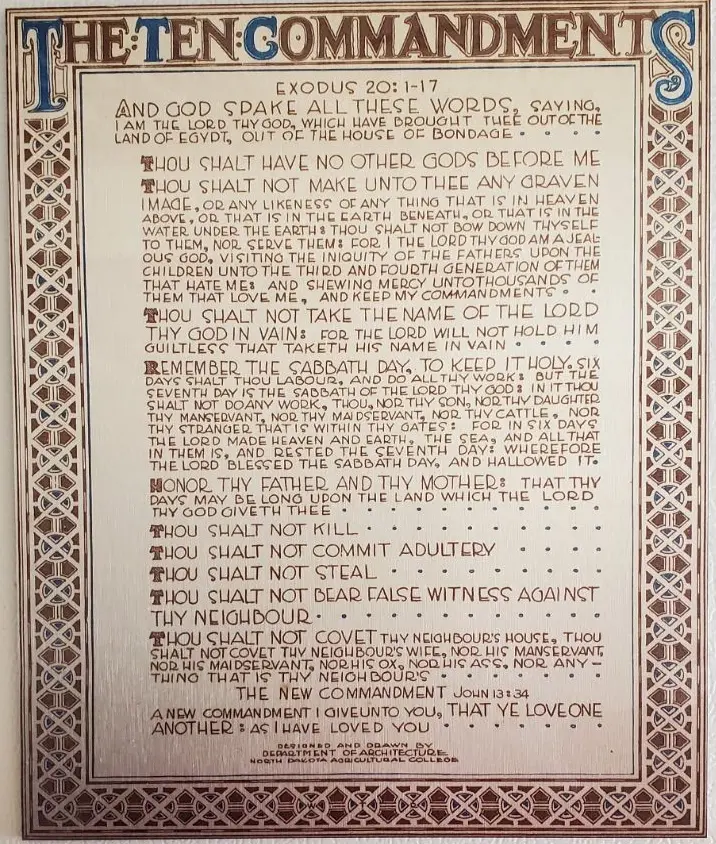 THE:TEN:COMMANDMENTS
EXODUS 20:1-17
AND GOD SPAKE ALL THESE WORDS, SAYING,
I AM THE LORD THY GOD, WHICH HAVE BROUGHT THEE OUT OF THE
LAND OF EGYPT, OUT OF THE HOUSE OF BONDAGE • • • •
THOU SHALT HAVE NO OTHER GODS BEFORE ME
THOU SHALT NOT MAKE UNTO THEE ANY GRAVEN
IMAGE, OR ANY LIKENESS OF ANY THING THAT IS IN HEAVEN
ABOVE, OR THAT IS IN THE EARTH BENEATH, OR THAT IS IN THE
WATER UNDER THE EARTH: THOU SHALT NOT BOW DOWN THYSELF
TO THEM, NOR SERVE THEM: FOR I THE LORD THY GOD AM A JEAL-
OUS GOD, VISITING THE INIQUITY OF THE FATHERS UPON THE
CHILDREN UNTO THE THIRD AND FOURTH GENERATION OF THEM
THAT HATE ME: AND SHEWING MERCY UNTO THOUSANDS OF
THEM THAT LOVE ME, AND KEEP MY COMMANDMENTS • •
THOU SHALT NOT TAKE THE NAME OF THE LORD
THY GOD IN VAIN: FOR THE LORD WILL NOT HOLD HIM
GUILTLESS THAT TAKETH HIS NAME IN VAIN • • • • •
REMEMBER THE SABBATH DAY, TO KEEP IT HOLY. SIX
DAYS SHALT THOU LABOUR, AND DO ALL THY WORK: BUT THE
SEVENTH DAY IS THE SABBATH OF THE LORD THY GOD: IN IT THOU
SHALT NOT DO ANY WORK, THOU, NOR THY SON, NOR THY DAUGHTER
THY MANSERVANT, NOR THY MAIDSERVANT, NOR THY CATTLE, NOR
THY STRANGER THAT IS WITHIN THY GATES: FOR IN SIX DAYS
THE LORD MADE HEAVEN AND EARTH, THE SEA, AND ALL THAT
IN THEM IS, AND RESTED THE SEVENTH DAY: WHEREFORE
THE LORD BLESSED THE SABBATH DAY, AND HALLOWED IT.
HONOR THY FATHER AND THY MOTHER: THAT THY
DAYS MAY BE LONG UPON THE LAND WHICH THE LORD
THY GOD GIVETH THEE • • • • • • • • • • •
THOU SHALT NOT KILL • • • • • • • • • •
THOU SHALT NOT COMMIT ADULTERY • • • • •
THOU SHALT NOT STEAL • • • • • • • • •
THOU SHALT NOT BEAR FALSE WITNESS AGAINST
THY NEIGHBOUR • • • • • • • • • • • •
THOU SHALT NOT COVET THY NEIGHBOUR'S HOUSE, THOU
SHALT NOT COVET THY NEIGHBOUR'S WIFE, NOR HIS MANSERVANT,
NOR HIS MAIDSERVANT, NOR HIS OX, NOR HIS ASS, NOR ANY-
THING THAT IS THY NEIGHBOUR'S • • • • • • •
THE NEW COMMANDMENT JOHN 13:34
A NEW COMMANDMENT I GIVE UNTO YOU, THAT YE LOVE ONE
ANOTHER: AS I HAVE LOVED YOU • • • • • • •
DESIGNED AND DRAWN BY
DEPARTMENT OF ARCHITECTURE
NORTH DAKOTA AGRICULTURAL COLLEGE